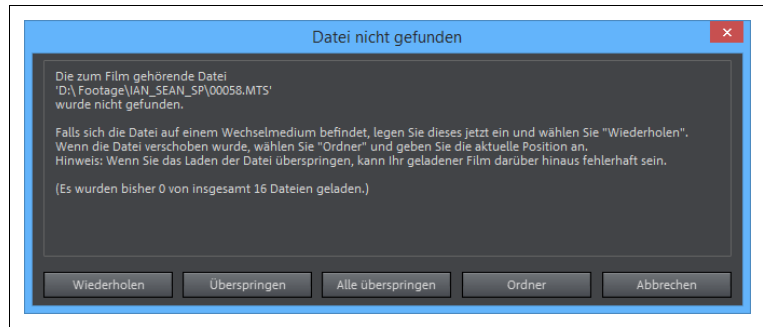 Datei nicht gefunden
Die zum Film gehörende Datei
'D:\ Footage\IAN_SEAN_SP\00058.MTS'
wurde nicht gefunden.
Falls sich die Datei auf einem Wechselmedium befindet, legen Sie dieses jetzt ein und wählen Sie "Wiederholen".
Wenn die Datei verschoben wurde, wählen Sie "Ordner" und geben Sie die aktuelle Position an.
Hinweis: Wenn Sie das Laden der Datei überspringen, kann Ihr geladener Film darüber hinaus fehlerhaft sein.
(Es wurden bisher 0 von insgesamt 16 Dateien geladen.)
Wiederholen Überspringen Alle überspringen Ordner Abbrechen